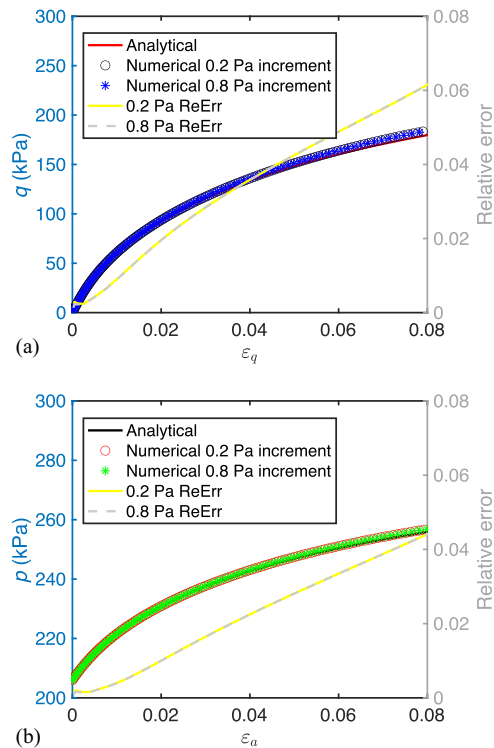 300
250
200
150
100
50
0
q (kPa)
Analytical
Numerical 0.2 Pa increment
Numerical 0.8 Pa increment
0.2 Pa ReErr
0.8 Pa ReErr
0.08
0.06
0.04
0.02
0
Relative error
0 0.02 0.04 0.06 0.08
(a)
ε_q
300
280
260
240
220
200
p (kPa)
Analytical
Numerical 0.2 Pa increment
Numerical 0.8 Pa increment
0.2 Pa ReErr
0.8 Pa ReErr
0.08
0.06
0.04
0.02
0
Relative error
0 0.02 0.04 0.06 0.08
(b)
ε_a